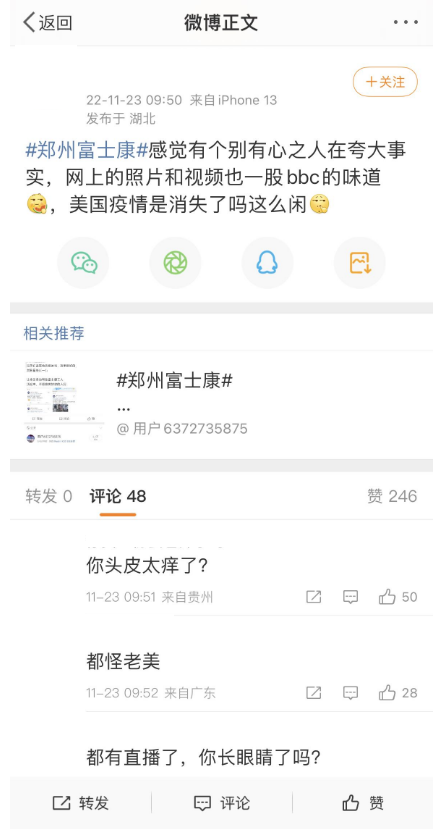 返回
微博正文
+关注
22-11-23 09:50 来自iPhone 13
发布于 湖北
#郑州富士康#感觉有个别有心之人在夸大事
实，网上的照片和视频也一股bbc的味道
，美国疫情是消失了吗这么闲
相关推荐
#郑州富士康#
...
@用户6372735875
转发 0 评论 48 赞 246
你头皮太痒了?
11-23 09:51 来自贵州 50
都怪老美
11-23 09:52 来自广东 28
都有直播了，你长眼睛了吗?
转发 评论 赞